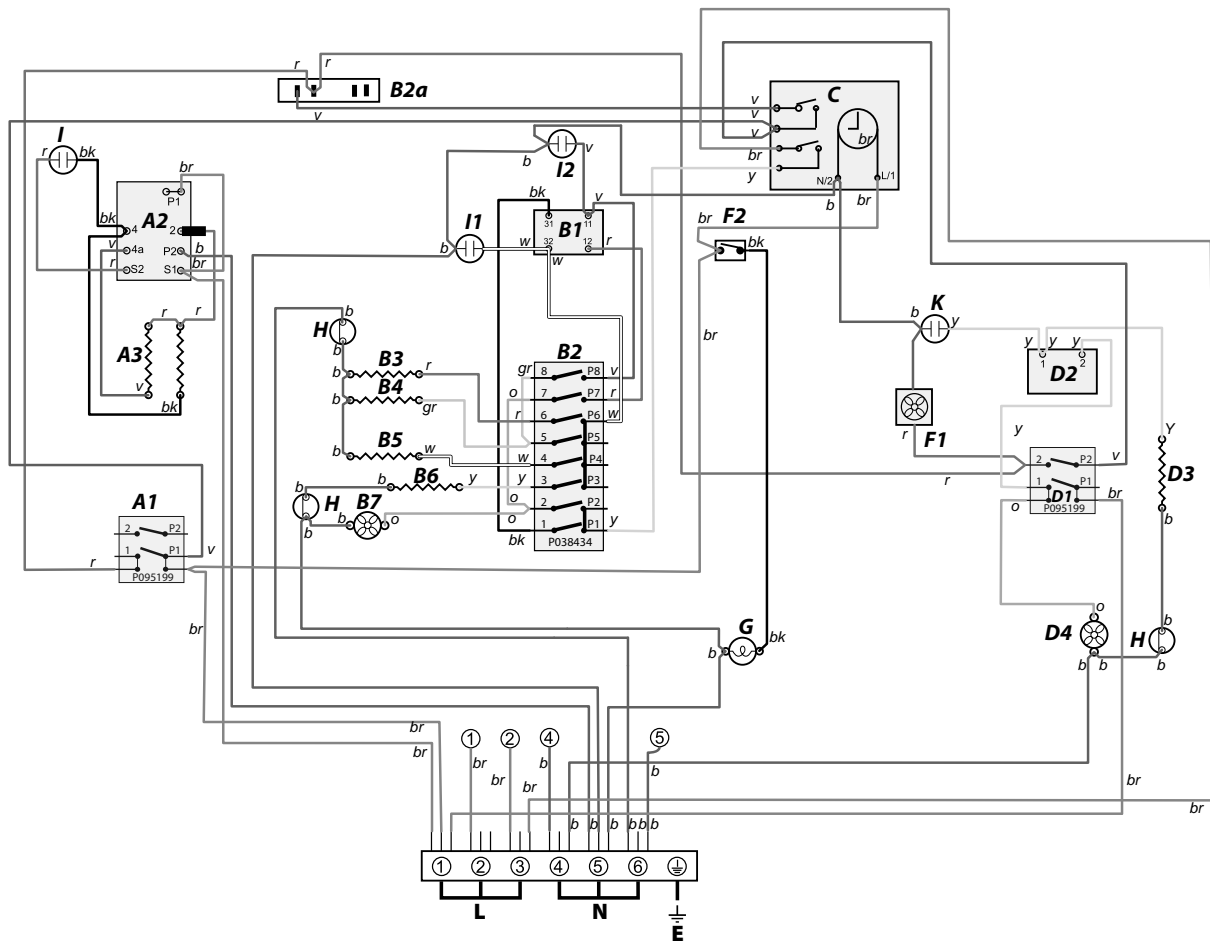 r
r
B2a
v
C
v
v
v
br
br
y
N/2
L/1
b
br
I
r
bk
br
P1
A2
bk
4
2
v
4a
P2
b
r
S2
S1
br
r
r
A3
v
bk
b
I2
v
bk
v
31
11
B1
32
12
r
I1
b
w
w
br
F2
bk
br
K
b
y
y
y
y
1
2
D2
F1
r
y
r
H
b
b
B3
b
r
B4
b
gr
B5
b
w
B6
b
y
H
b
B7
b
o
B2
gr
8
P8
v
o
7
P7
r
r
6
P6
w
5
P5
w
4
P4
y
3
P3
o
2
P2
o
1
P1
y
bk
P038434
2
P2
v
1
P1
br
o
D1
P095199
Y
D3
b
A1
2
P2
1
P1
v
r
P095199
br
G
b
bk
o
D4
b
b
H
b
b
br
br
1
2
4
5
br
br
b
b
br
br
br
b
b
b
b
b
b
b
b
1
2
3
4
5
6
L
N
E